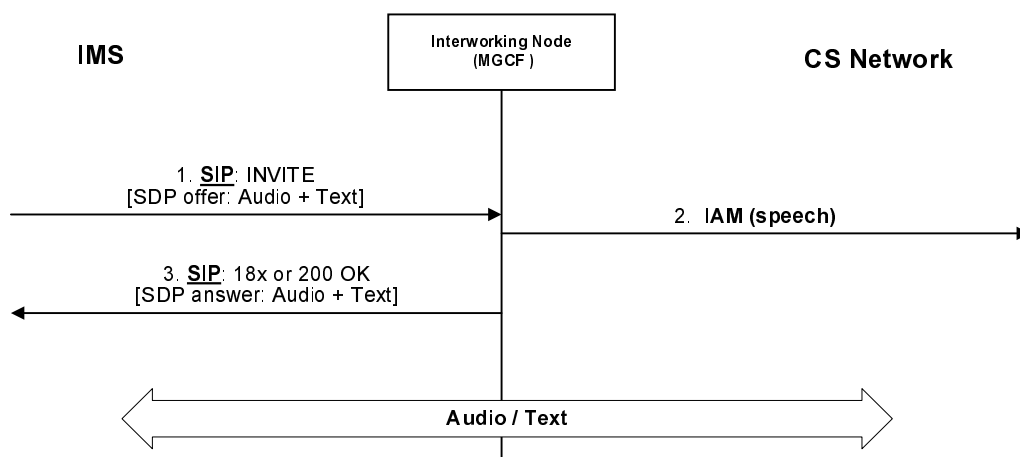 IMS
Interworking Node
(MGCF )
CS Network
1. SIP: INVITE
[SDP offer: Audio + Text]
2. IAM (speech)
3. SIP: 18x or 200 OK
[SDP answer: Audio + Text]
Audio / Text